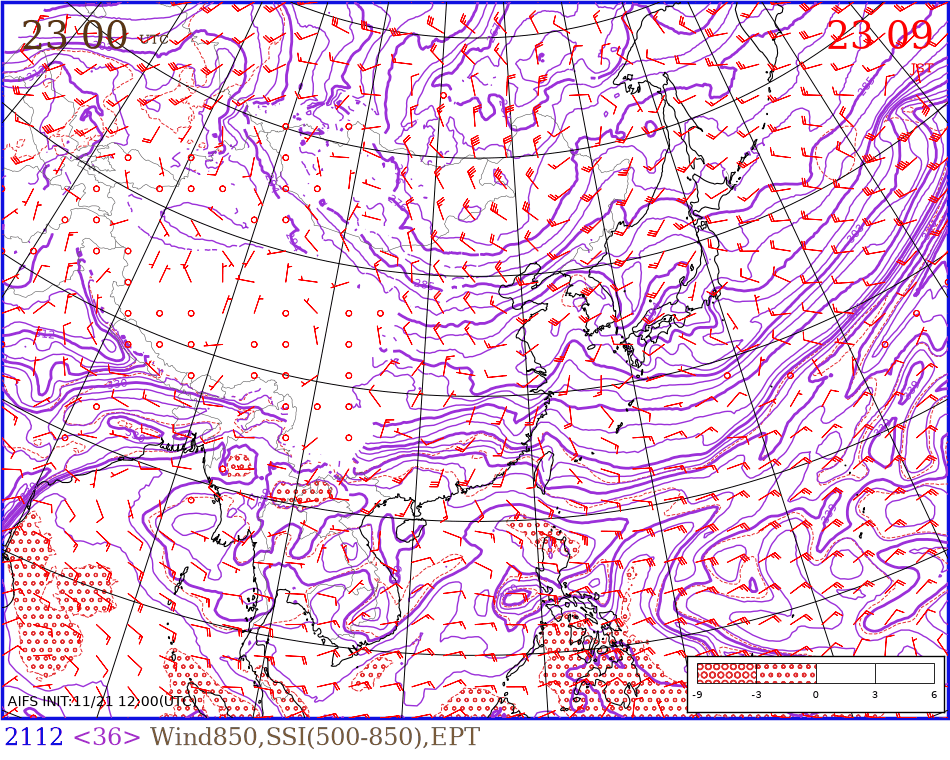 23 00 UTC
23 09
JST
AIFS INIT:11/21 12:00(UTC)
-9 -3 0 3 6
2112 <36> Wind850,SSI(500-850),EPT